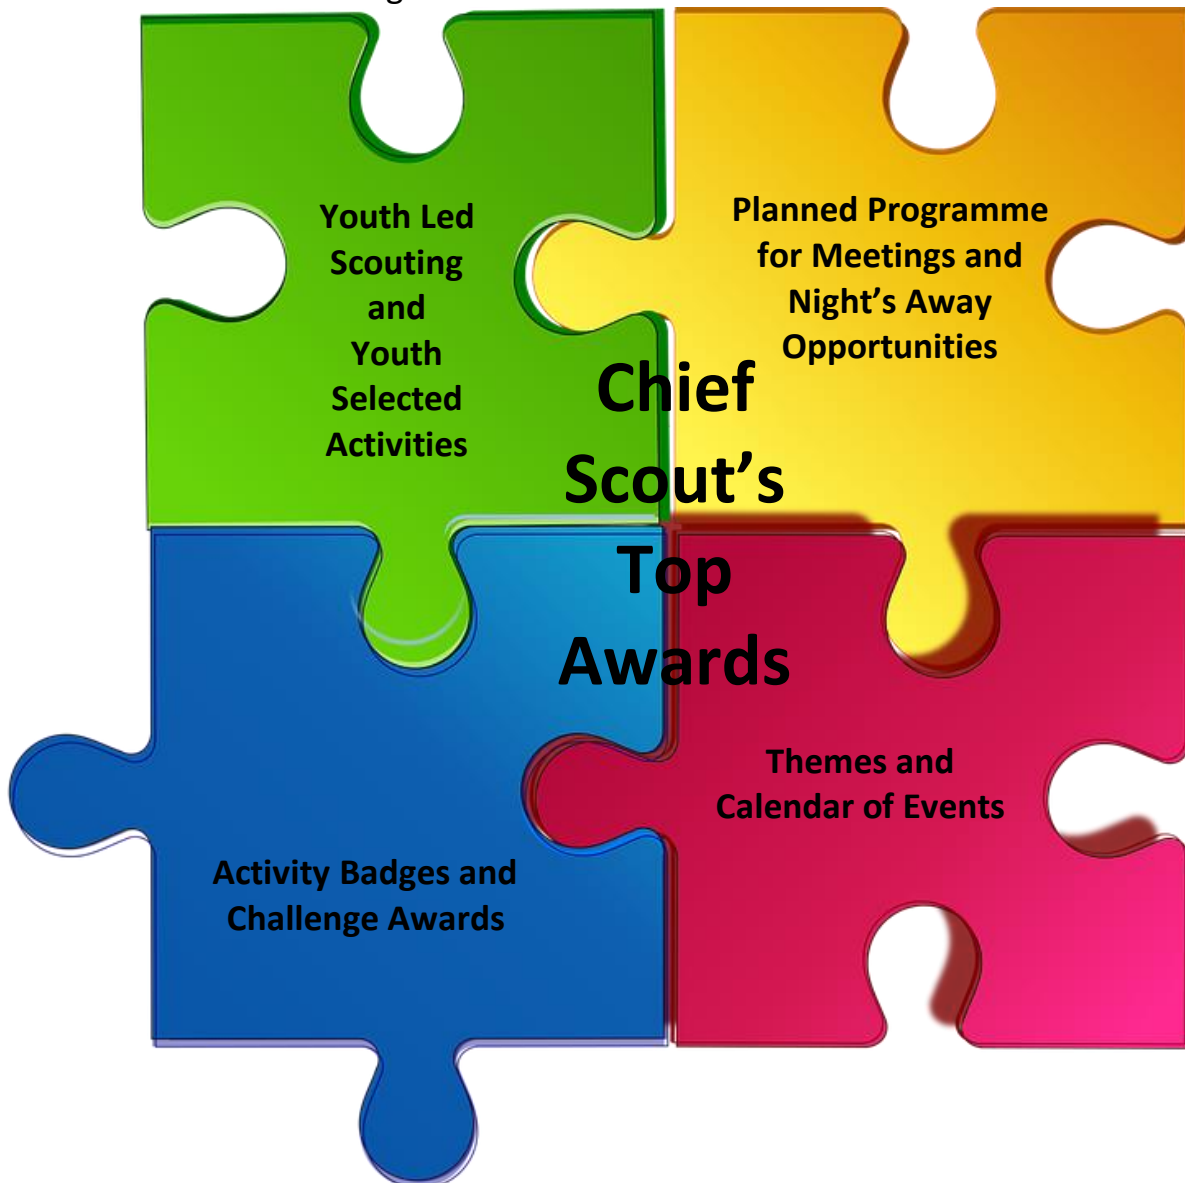 Youth Led
Scouting
and
Youth
Selected
Activities
Planned Programme
for Meetings and
Night’s Away
Opportunities
Chief
Scout’s
Top
Awards
Themes and
Calendar of Events
Activity Badges and
Challenge Awards